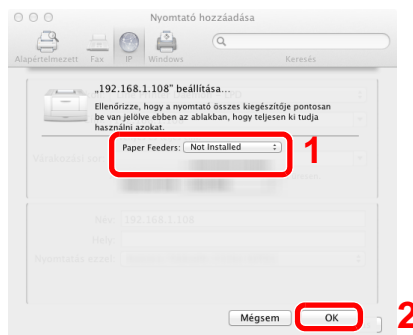 Nyomtató hozzáadása
Alapértelmezett Fax IP Windows Keresés
„192.168.1.108” beállítása…
Ellenőrizze, hogy a nyomtató összes kiegészítője pontosan
be van jelölve ebben az ablakban, hogy teljesen ki tudja
használni azokat.
Paper Feeders: Not Installed
1
Várakozási
Név: 192.168.1.108
Hely:
Nyomtatás ezzel:
Mégsem OK
2